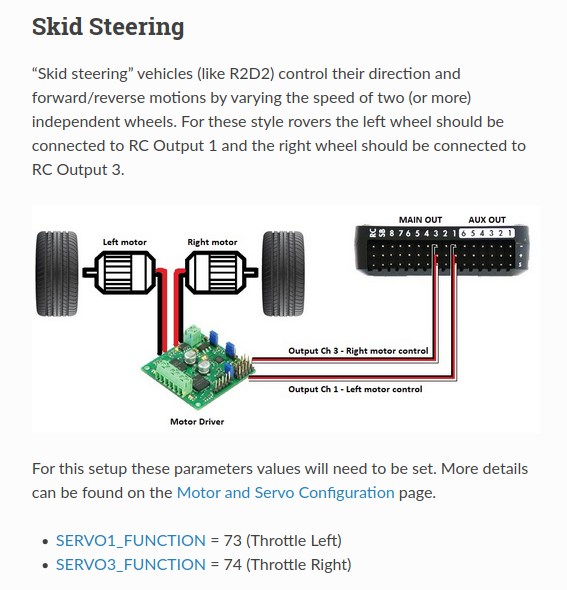 Skid Steering
“Skid steering” vehicles (like R2D2) control their direction and
forward/reverse motions by varying the speed of two (or more)
independent wheels. For these style rovers the left wheel should be
connected to RC Output 1 and the right wheel should be connected to
RC Output 3.
MAIN OUT AUX OUT
RC SB 8 7 6 5 4 3 2 1 6 5 4 3 2 1
Left motor Right motor
Output Ch 3 - Right motor control
Output Ch 1 - Left motor control
Motor Driver
For this setup these parameters values will need to be set. More details
can be found on the Motor and Servo Configuration page.
• SERVO1_FUNCTION = 73 (Throttle Left)
• SERVO3_FUNCTION = 74 (Throttle Right)